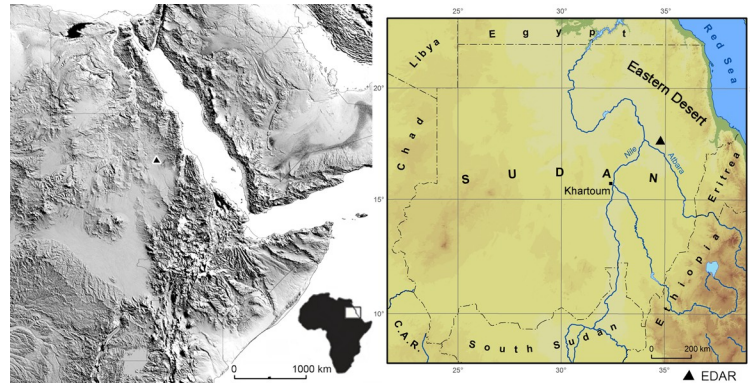 0 1000 km
25° 30° 35°
Libya
Egypt
Red Sea
20° 20°
Eastern Desert
Chad
Nile
Atbara
SUDAN
Khartoum
Eritrea
15° 15°
Ethiopia
10° 10°
C.A.R.
South Sudan
0 200 km
25° 30° 35°
▲ EDAR